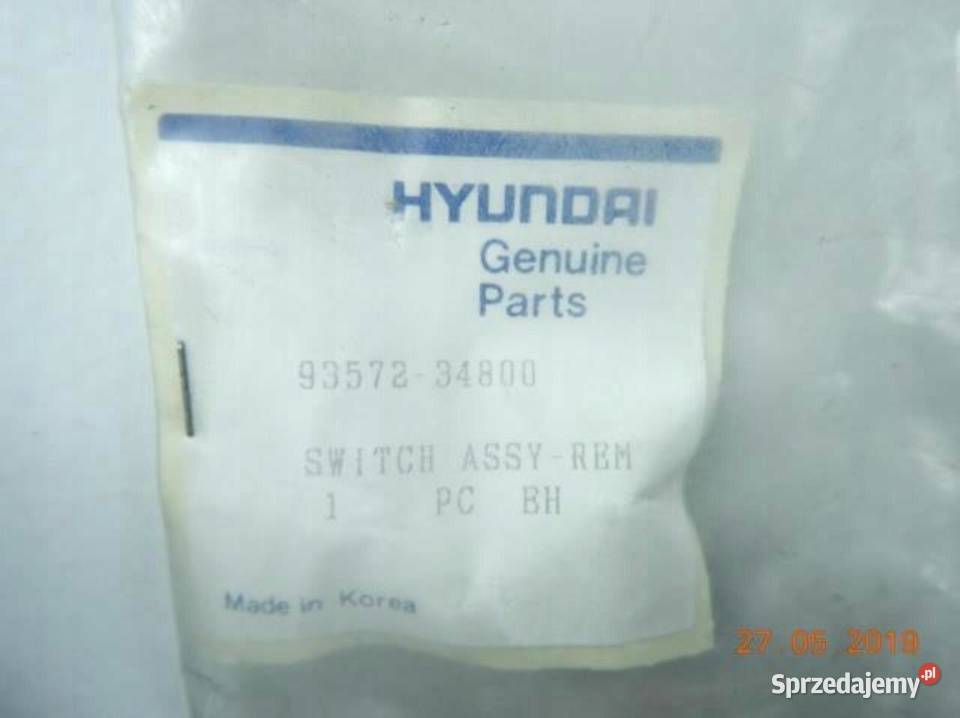 HYUNDAI
Genuine
Parts
93572-34800
SWITCH ASSY-REM
1 PC BH
Made in Korea
27.05.2019
Sprzedajemy.pl